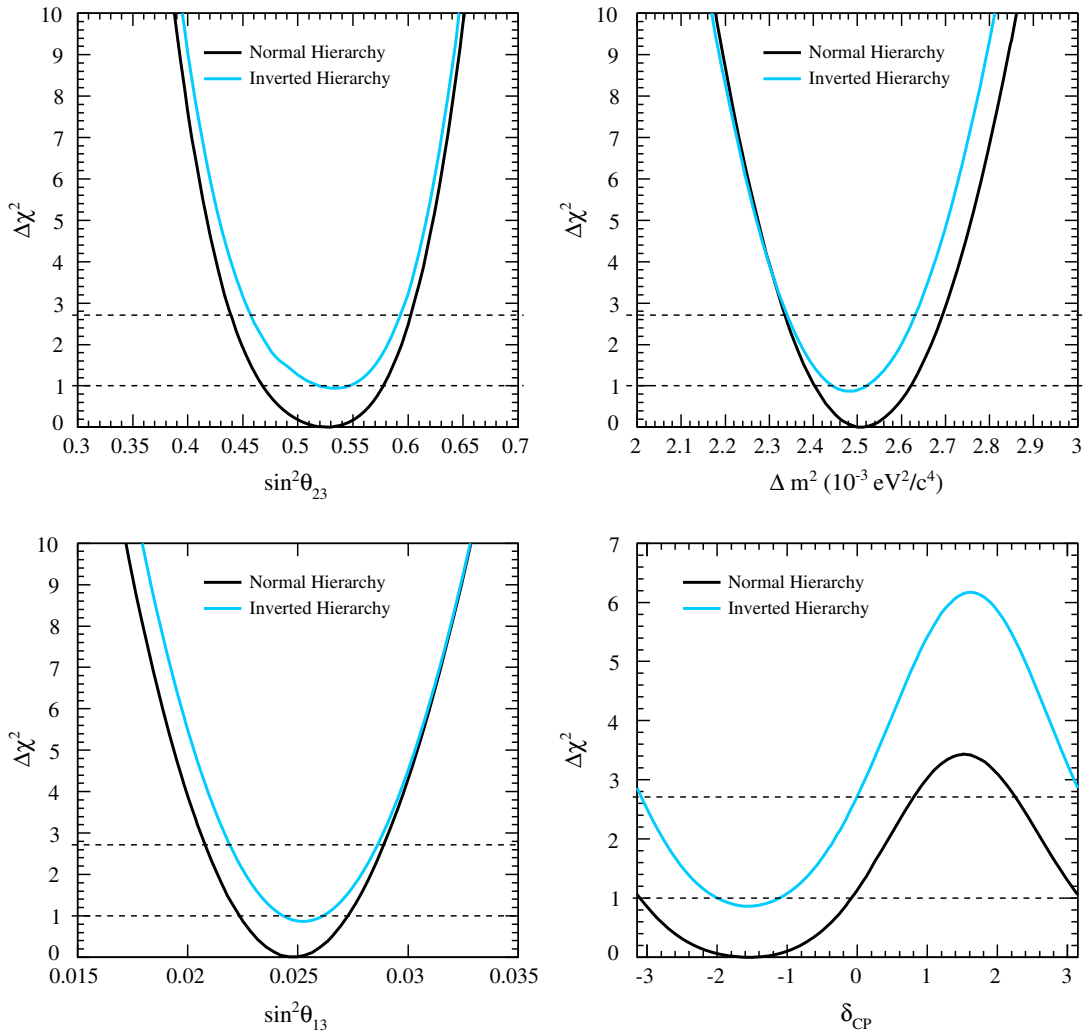 10
9
8
7
6
5
4
3
2
1
0
Δχ²
Normal Hierarchy
Inverted Hierarchy
0.3 0.35 0.4 0.45 0.5 0.55 0.6 0.65 0.7
sin²θ₂₃
10
9
8
7
6
5
4
3
2
1
0
Δχ²
Normal Hierarchy
Inverted Hierarchy
2 2.1 2.2 2.3 2.4 2.5 2.6 2.7 2.8 2.9 3
Δ m² (10⁻³ eV²/c⁴)
10
9
8
7
6
5
4
3
2
1
0
Δχ²
Normal Hierarchy
Inverted Hierarchy
0.015 0.02 0.025 0.03 0.035
sin²θ₁₃
7
6
5
4
3
2
1
0
Δχ²
Normal Hierarchy
Inverted Hierarchy
-3 -2 -1 0 1 2 3
δCP